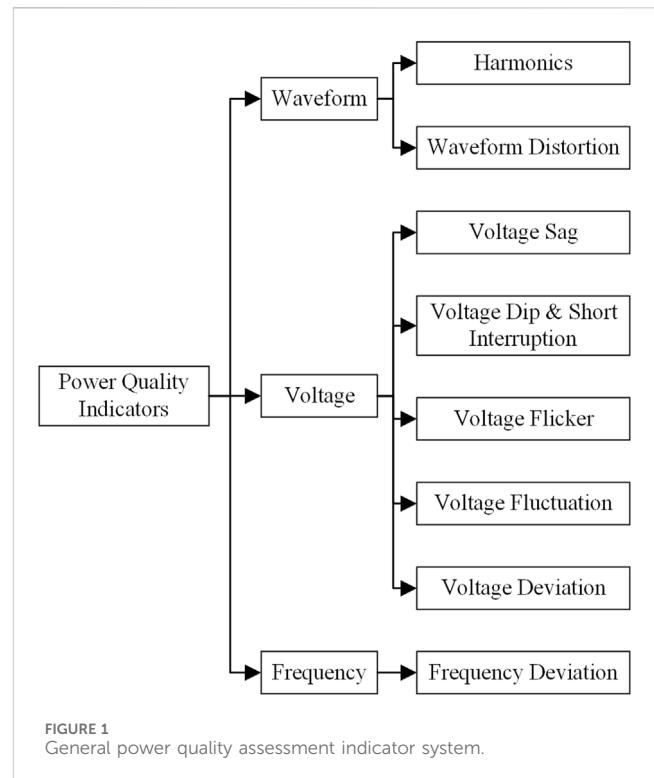 Harmonics
Waveform
Waveform Distortion
Voltage Sag
Voltage Dip & Short
Interruption
Power Quality
Indicators
Voltage
Voltage Flicker
Voltage Fluctuation
Voltage Deviation
Frequency
Frequency Deviation
FIGURE 1
General power quality assessment indicator system.